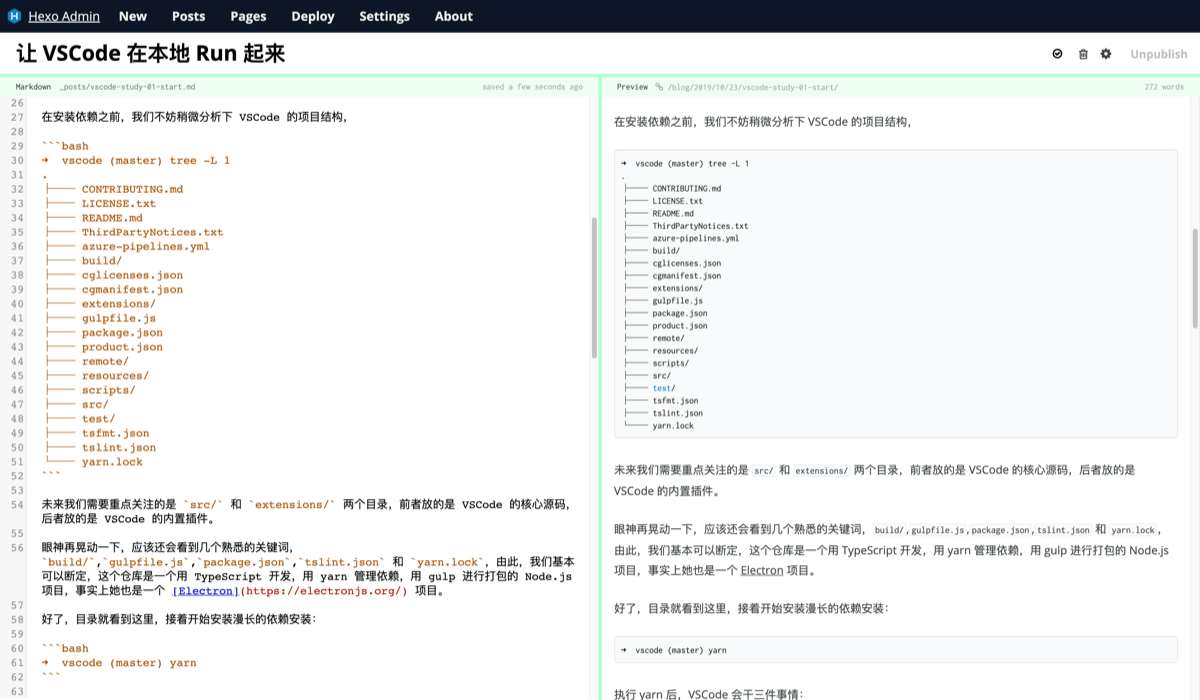 Hexo Admin New Posts Pages Deploy Settings About
让 VSCode 在本地 Run 起来
Unpublish
Markdown _posts/vscode-study-01-start.md saved a few seconds ago
26
27 在安装依赖之前，我们不妨稍微分析下 VSCode 的项目结构，
28
29 ```bash
30 ➜ vscode (master) tree -L 1
31 .
32 ├── CONTRIBUTING.md
33 ├── LICENSE.txt
34 ├── README.md
35 ├── ThirdPartyNotices.txt
36 ├── azure-pipelines.yml
37 ├── build/
38 ├── cglicenses.json
39 ├── cgmanifest.json
40 ├── extensions/
41 ├── gulpfile.js
42 ├── package.json
43 ├── product.json
44 ├── remote/
45 ├── resources/
46 ├── scripts/
47 ├── src/
48 ├── test/
49 ├── tsfmt.json
50 ├── tslint.json
51 └── yarn.lock
52 ```
53
54 未来我们需要重点关注的是 `src/` 和 `extensions/` 两个目录，前者放的是 VSCode 的核心源码，
后者放的是 VSCode 的内置插件。
55
56 眼神再晃动一下，应该还会看到几个熟悉的关键词，
`build/`,`gulpfile.js`,`package.json`,`tslint.json` 和 `yarn.lock`，由此，我们基本
可以断定，这个仓库是一个用 TypeScript 开发，用 yarn 管理依赖，用 gulp 进行打包的 Node.js
项目，事实上她也是一个 [Electron](https://electronjs.org/) 项目。
57
58 好了，目录就看到这里，接着开始安装漫长的依赖安装：
59
60 ```bash
61 ➜ vscode (master) yarn
62 ```
63
Preview /blog/2019/10/23/vscode-study-01-start/ 272 words
在安装依赖之前，我们不妨稍微分析下 VSCode 的项目结构，
➜ vscode (master) tree -L 1
.
├── CONTRIBUTING.md
├── LICENSE.txt
├── README.md
├── ThirdPartyNotices.txt
├── azure-pipelines.yml
├── build/
├── cglicenses.json
├── cgmanifest.json
├── extensions/
├── gulpfile.js
├── package.json
├── product.json
├── remote/
├── resources/
├── scripts/
├── src/
├── test/
├── tsfmt.json
├── tslint.json
└── yarn.lock
未来我们需要重点关注的是 src/ 和 extensions/ 两个目录，前者放的是 VSCode 的核心源码，后者放的是
VSCode 的内置插件。
眼神再晃动一下，应该还会看到几个熟悉的关键词，build/,gulpfile.js,package.json,tslint.json 和 yarn.lock，
由此，我们基本可以断定，这个仓库是一个用 TypeScript 开发，用 yarn 管理依赖，用 gulp 进行打包的 Node.js
项目，事实上她也是一个 Electron 项目。
好了，目录就看到这里，接着开始安装漫长的依赖安装：
➜ vscode (master) yarn
执行 yarn 后，VSCode 会干三件事情：